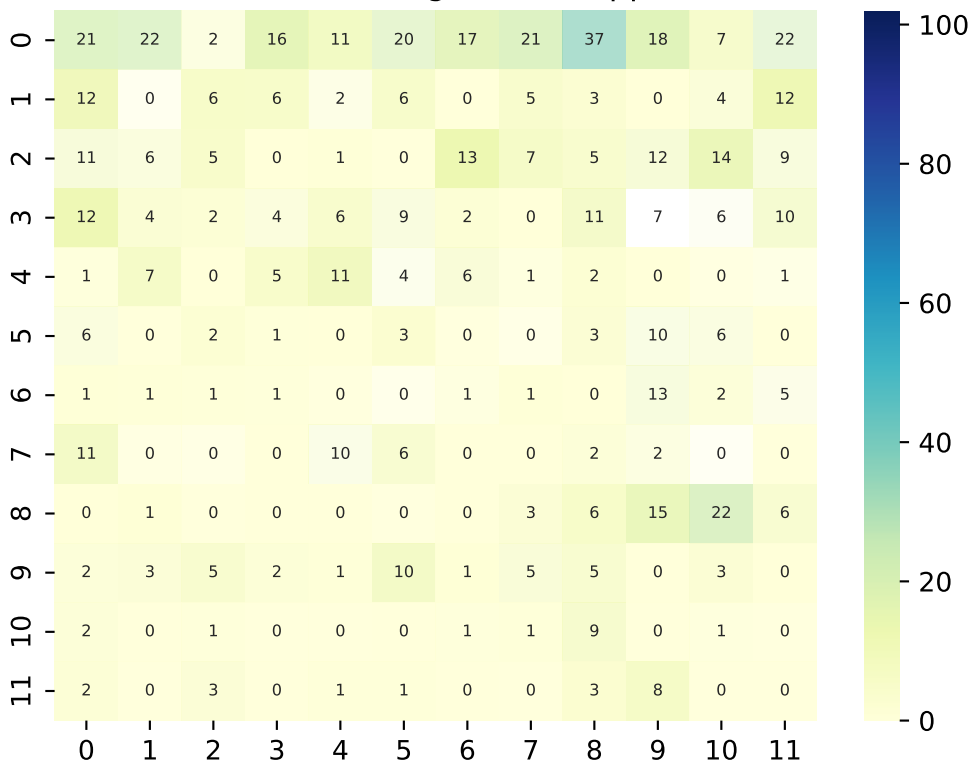 0 21 22 2 16 11 20 17 21 37 18 7 22
1 12 0 6 6 2 6 0 5 3 0 4 12
2 11 6 5 0 1 0 13 7 5 12 14 9
3 12 4 2 4 6 9 2 0 11 7 6 10
4 1 7 0 5 11 4 6 1 2 0 0 1
5 6 0 2 1 0 3 0 0 3 10 6 0
6 1 1 1 1 0 0 1 1 0 13 2 5
7 11 0 0 0 10 6 0 0 2 2 0 0
8 0 1 0 0 0 0 0 3 6 15 22 6
9 2 3 5 2 1 10 1 5 5 0 3 0
10 2 0 1 0 0 0 1 1 9 0 1 0
11 2 0 3 0 1 1 0 0 3 8 0 0
0 1 2 3 4 5 6 7 8 9 10 11
100
80
60
40
20
0